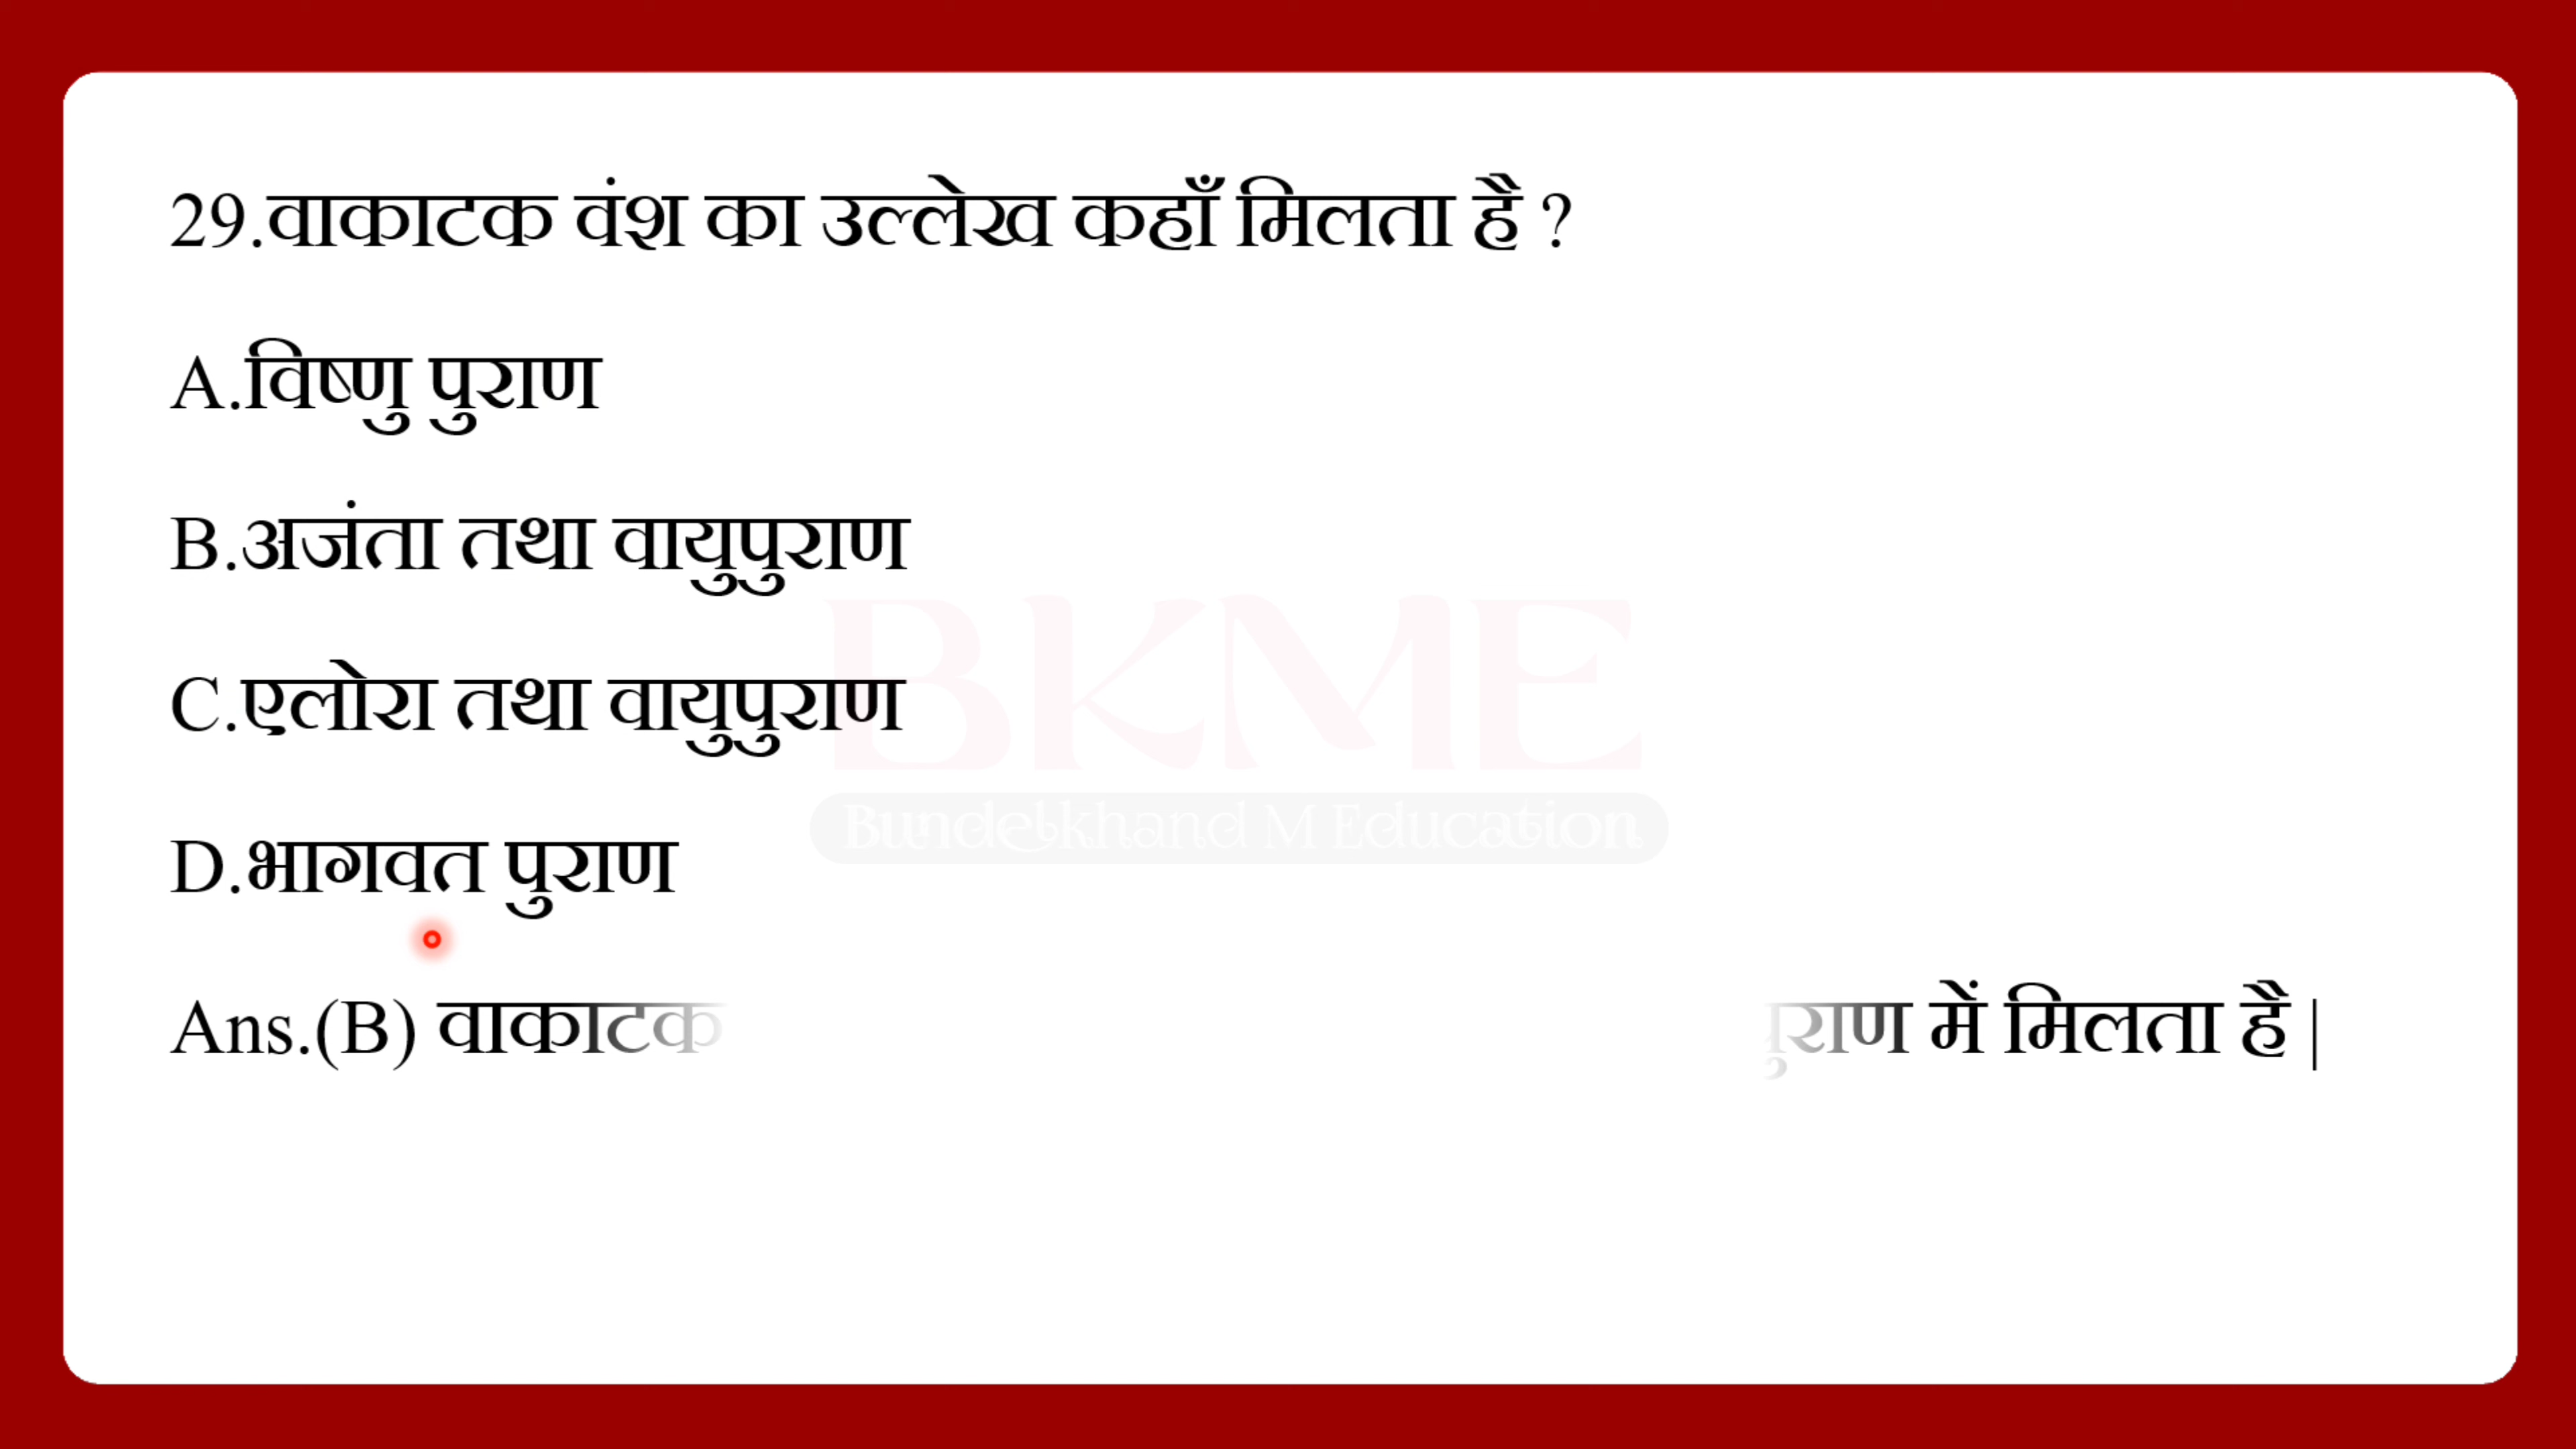 29.वाकाटक वंश का उल्लेख कहाँ मिलता है ?
A.विष्णु पुराण
B.अजंता तथा वायुपुराण
C.एलोरा तथा वायुपुराण
BKME
Bundelkhand M Education
D.भागवत पुराण
Ans.(B) वाकाटक पुराण में मिलता है |